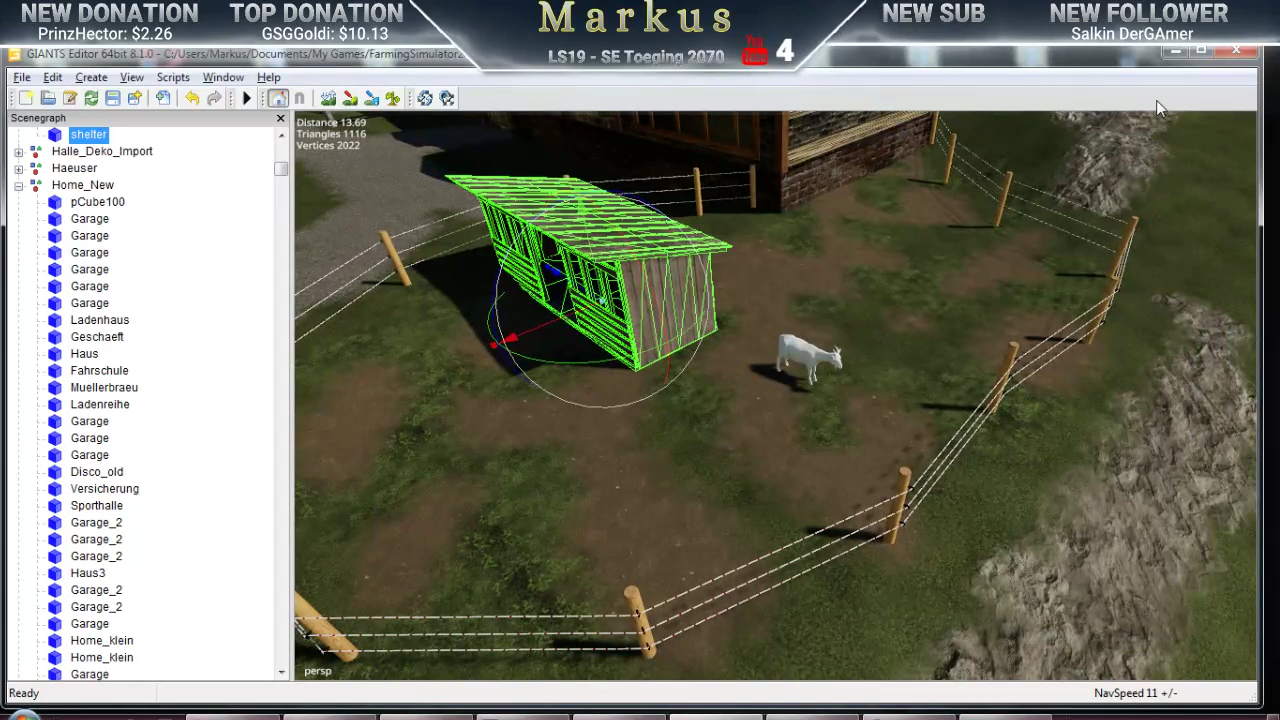 NEW DONATION
PrinzHector: $2.26
TOP DONATION
GSGGoldi: $10.13
Markus
LS19 - SE Toeging 2070
You Tube
4
NEW SUB
NEW FOLLOWER
Salkin DerGAmer
GIANTS Editor 64bit 8.1.0 - C:/Users/Markus/Documents/My Games/FarmingSimulator2
File Edit Create View Scripts Window Help
Scenegraph
shelter
Halle_Deko_Import
Haeuser
Home_New
pCube100
Garage
Garage
Garage
Garage
Garage
Garage
Ladenhaus
Geschaeft
Haus
Fahrschule
Muellerbraeu
Ladenreihe
Garage
Garage
Garage
Disco_old
Versicherung
Sporthalle
Garage_2
Garage_2
Garage_2
Haus3
Garage_2
Garage_2
Garage
Home_klein
Home_klein
Garage
Distance 13.69
Triangles 1116
Vertices 2022
persp
Ready
NavSpeed 11 +/-